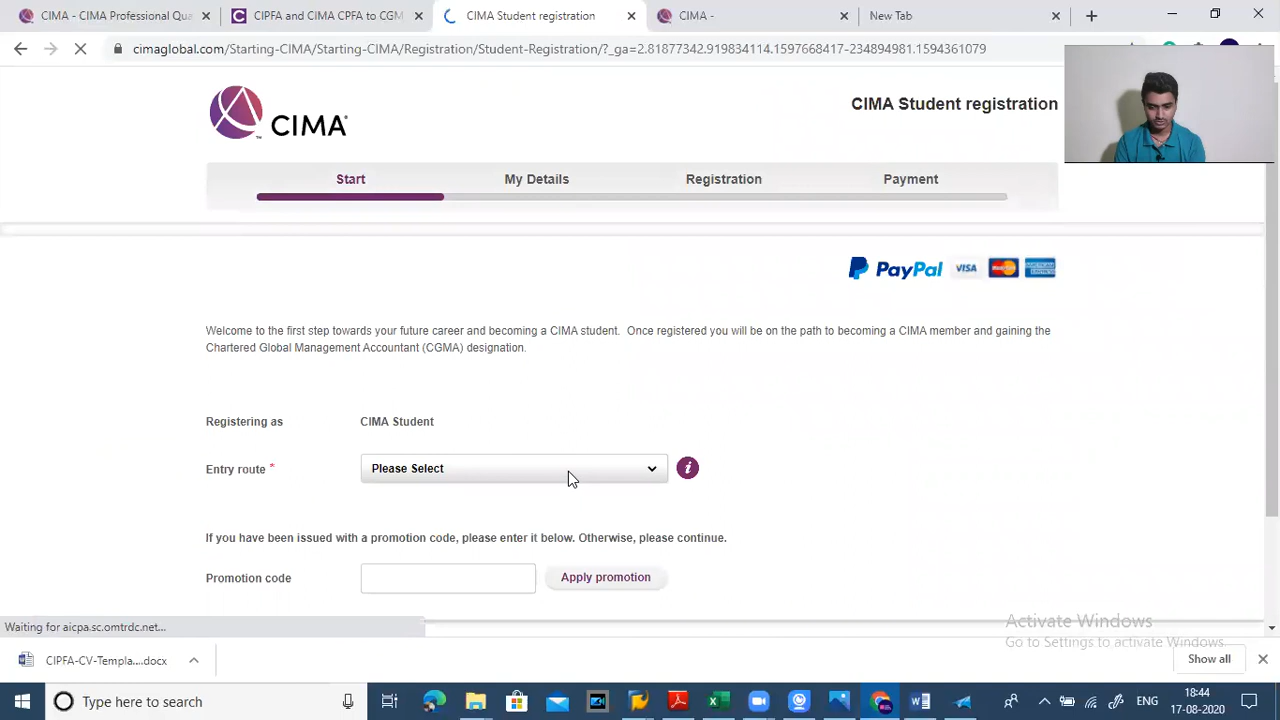 CIMA - CIMA Professional Qua
CIPFA and CIMA CPFA to CGM
CIMA Student registration
CIMA -
New Tab
cimaglobal.com/Starting-CIMA/Starting-CIMA/Registration/Student-Registration/?_ga=2.81877342.919834114.1597668417-234894981.1594361079
CIMA
CIMA Student registration
Start
My Details
Registration
Payment
PayPal VISA
Welcome to the first step towards your future career and becoming a CIMA student. Once registered you will be on the path to becoming a CIMA member and gaining the
Chartered Global Management Accountant (CGMA) designation.
Registering as
CIMA Student
Entry route *
Please Select
i
If you have been issued with a promotion code, please enter it below. Otherwise, please continue.
Promotion code
Apply promotion
Activate Windows
Go to Settings to activate Windows.
Waiting for aicpa.sc.omtrdc.net...
CIPFA-CV-Templa....docx
Show all
Type here to search
ENG
18:44
17-08-2020